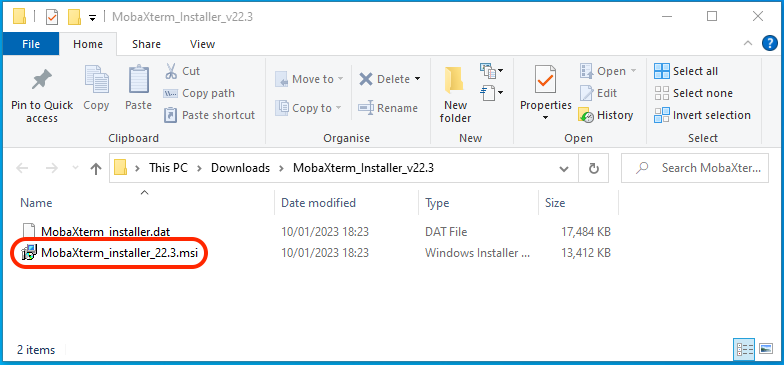 MobaXterm_Installer_v22.3
File Home Share View
Pin to Quick access
Copy
Paste
Cut
Copy path
Paste shortcut
Clipboard
Move to
Copy to
Delete
Rename
Organise
New folder
New
Properties
Open
Edit
History
Open
Select all
Select none
Invert selection
Select
This PC Downloads MobaXterm_Installer_v22.3
Search MobaXter...
Name Date modified Type Size
MobaXterm_installer.dat 10/01/2023 18:23 DAT File 17,484 KB
MobaXterm_installer_22.3.msi 10/01/2023 18:23 Windows Installer ... 13,412 KB
2 items